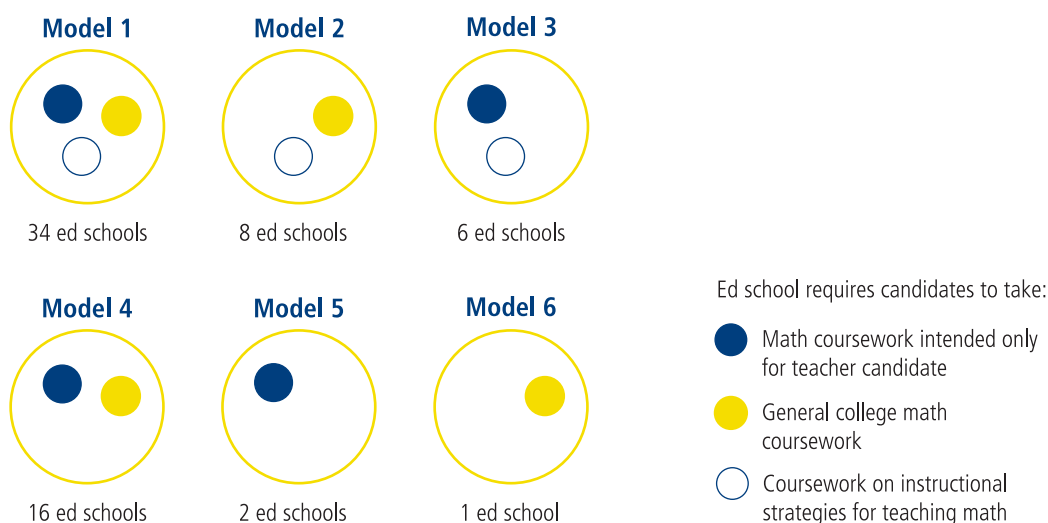 Model 1
Model 2
Model 3
34 ed schools
8 ed schools
6 ed schools
Model 4
Model 5
Model 6
16 ed schools
2 ed schools
1 ed school
Ed school requires candidates to take:
Math coursework intended only
for teacher candidate
General college math
coursework
Coursework on instructional
strategies for teaching math